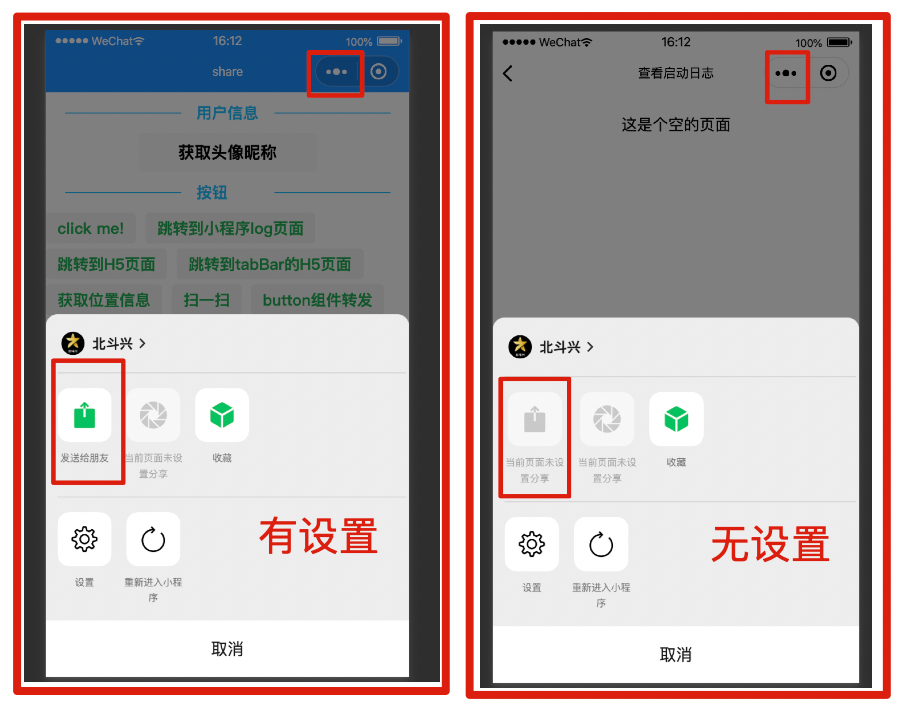 WeChat 16:12 100%
share
用户信息
获取头像昵称
按钮
click me! 跳转到小程序log页面
跳转到H5页面 跳转到tabBar的H5页面
获取位置信息 扫一扫 button组件转发
北斗兴
发送给朋友 当前页面未设 收藏
置分享
有设置
设置 重新进入小程
序
取消
WeChat 16:12 100%
查看启动日志
这是个空的页面
北斗兴
当前页面未设 当前页面未设 收藏
置分享 置分享
无设置
设置 重新进入小程
序
取消